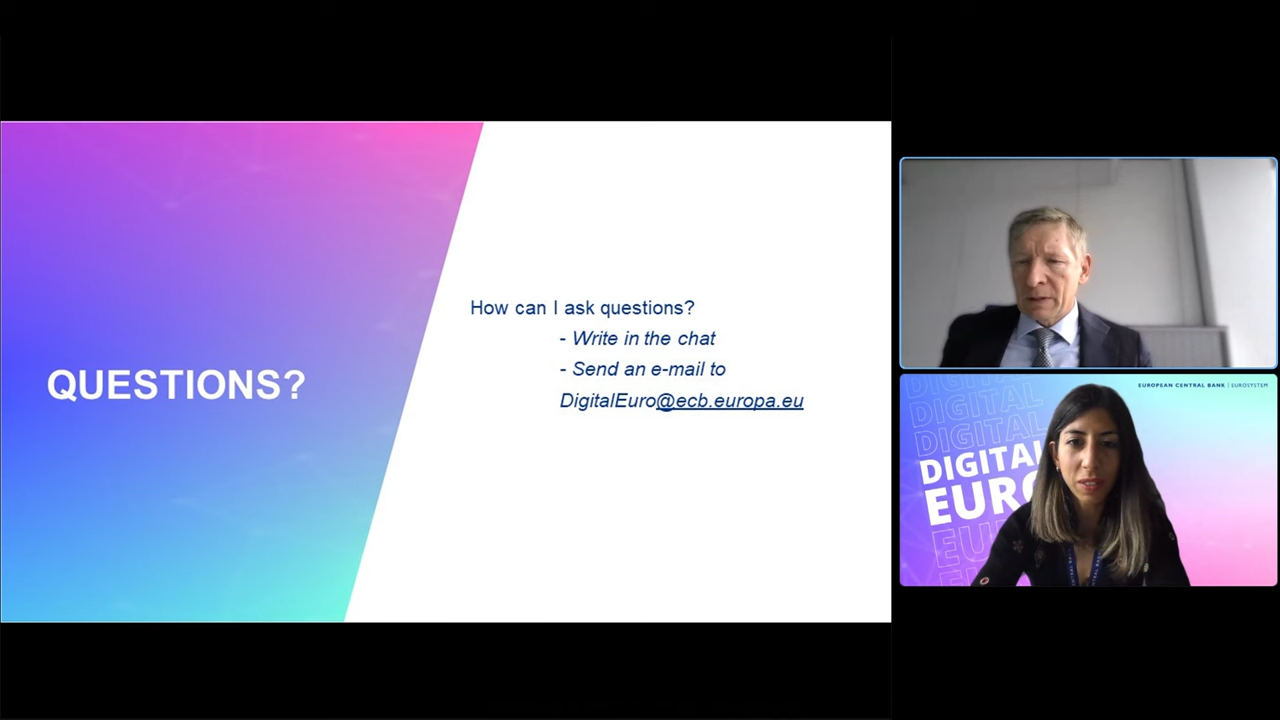 QUESTIONS?
How can I ask questions?
- Write in the chat
- Send an e-mail to
DigitalEuro@ecb.europa.eu
EUROPEAN CENTRAL BANK | EUROSYSTEM
DIGITAL
DIGITAL
DIGITAL
DIGITAL
EURO